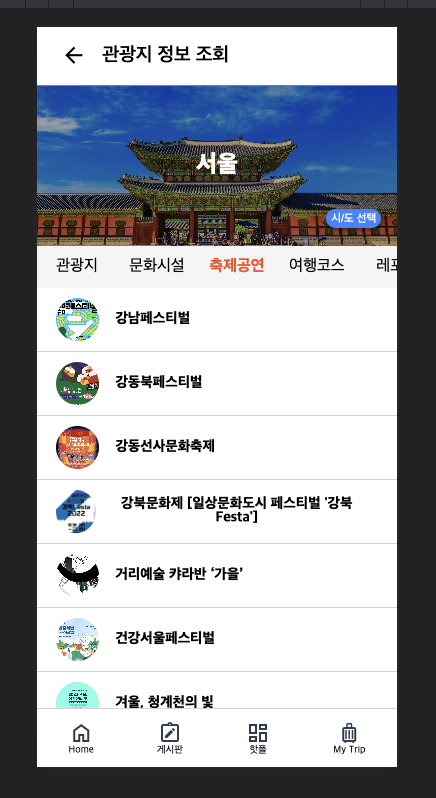 관광지 정보 조회
서울
시/도 선택
관광지 문화시설 축제공연 여행코스 레포
강남페스티벌
강동북페스티벌
강동선사문화축제
강북문화제 [일상문화도시 페스티벌 '강북
Festa']
거리예술 캬라반 ‘가을’
건강서울페스티벌
겨울, 청계천의 빛
Home 게시판 핫플 My Trip